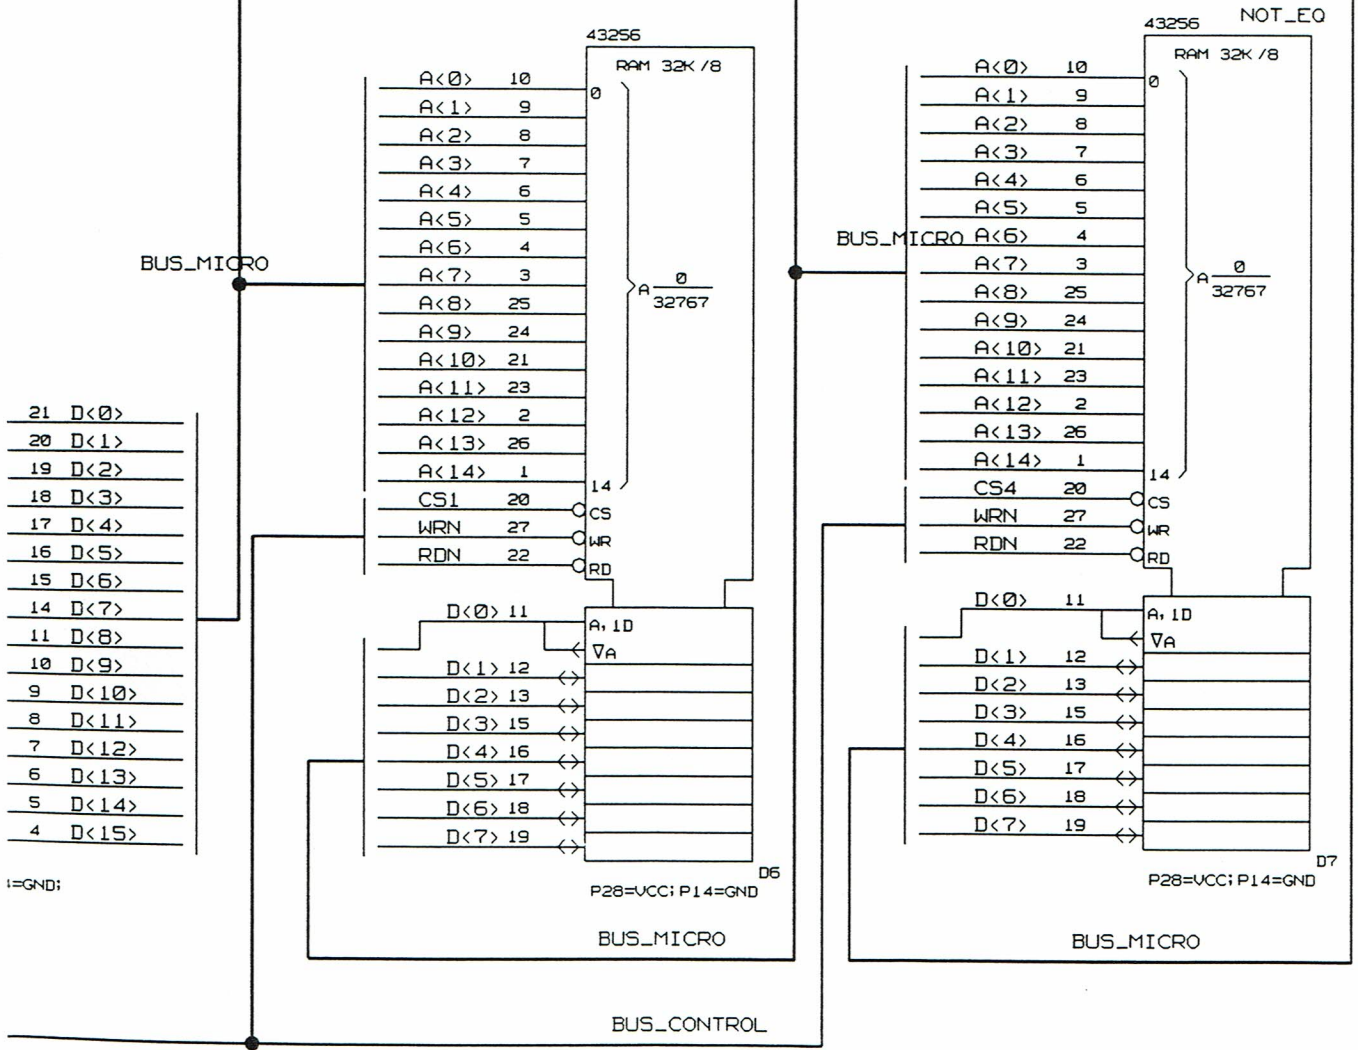 NOT_EQ
43256
RAM 32K/8
A<0> 10
0
A<1> 9
A<2> 8
A<3> 7
A<4> 6
A<5> 5
A<6> 4
A<7> 3
A<8> 25
A<9> 24
A<10> 21
A<11> 23
A<12> 2
A<13> 26
A<14> 1
14
A 0
32767
CS1 20
CS
WRN 27
WR
RDN 22
RD
BUS_MICRO
D<0> 11
A,1D
∇A
D<1> 12
D<2> 13
D<3> 15
D<4> 16
D<5> 17
D<6> 18
D<7> 19
D6
P28=VCC;P14=GND
BUS_MICRO
43256
RAM 32K/8
A<0> 10
0
A<1> 9
A<2> 8
A<3> 7
A<4> 6
A<5> 5
A<6> 4
A<7> 3
A<8> 25
A<9> 24
A<10> 21
A<11> 23
A<12> 2
A<13> 26
A<14> 1
14
A 0
32767
CS4 20
CS
WRN 27
WR
RDN 22
RD
BUS_MICRO
D<0> 11
A,1D
∇A
D<1> 12
D<2> 13
D<3> 15
D<4> 16
D<5> 17
D<6> 18
D<7> 19
D7
P28=VCC;P14=GND
BUS_MICRO
21 D<0>
20 D<1>
19 D<2>
18 D<3>
17 D<4>
16 D<5>
15 D<6>
14 D<7>
11 D<8>
10 D<9>
9 D<10>
8 D<11>
7 D<12>
6 D<13>
5 D<14>
4 D<15>
=GND;
BUS_CONTROL